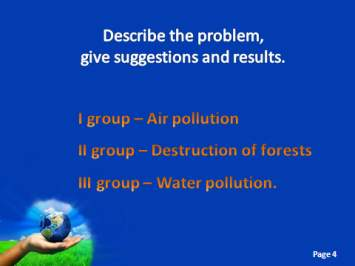 Describe the problem,
give suggestions and results.
I group – Air pollution
II group – Destruction of forests
III group – Water pollution.
Page 4